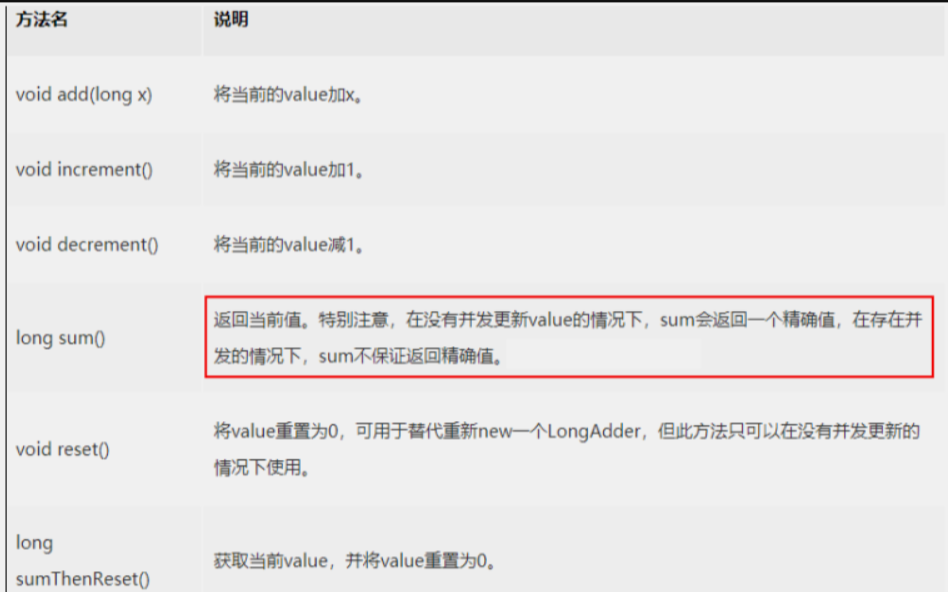 方法名 说明
void add(long x) 将当前的value加x。
void increment() 将当前的value加1。
void decrement() 将当前的value减1。
long sum() 返回当前值。特别注意，在没有并发更新value的情况下，sum会返回一个精确值，在存在并
发的情况下，sum不保证返回精确值。
void reset() 将value重置为0，可用于替代重新new一个LongAdder，但此方法只可以在没有并发更新的
情况下使用。
long
sumThenReset() 获取当前value，并将value重置为0。